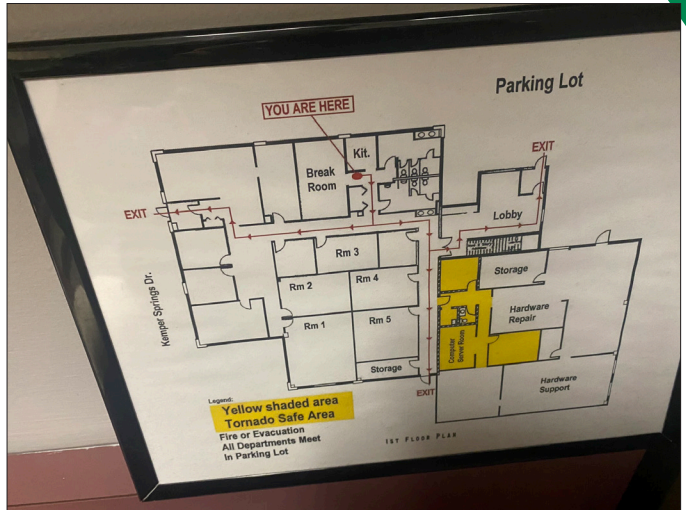 Parking Lot
YOU ARE HERE
EXIT
Kit.
Break
Room
EXIT
Lobby
Rm 3
Storage
Rm 2
Rm 4
Kemper Springs Dr.
Hardware
Repair
Rm 1
Rm 5
Computer
Server Room
Storage
Hardware
Support
EXIT
Legend:
Yellow shaded area
Tornado Safe Area
Fire or Evacuation
All Departments Meet
In Parking Lot
1ST FLOOR PLAN